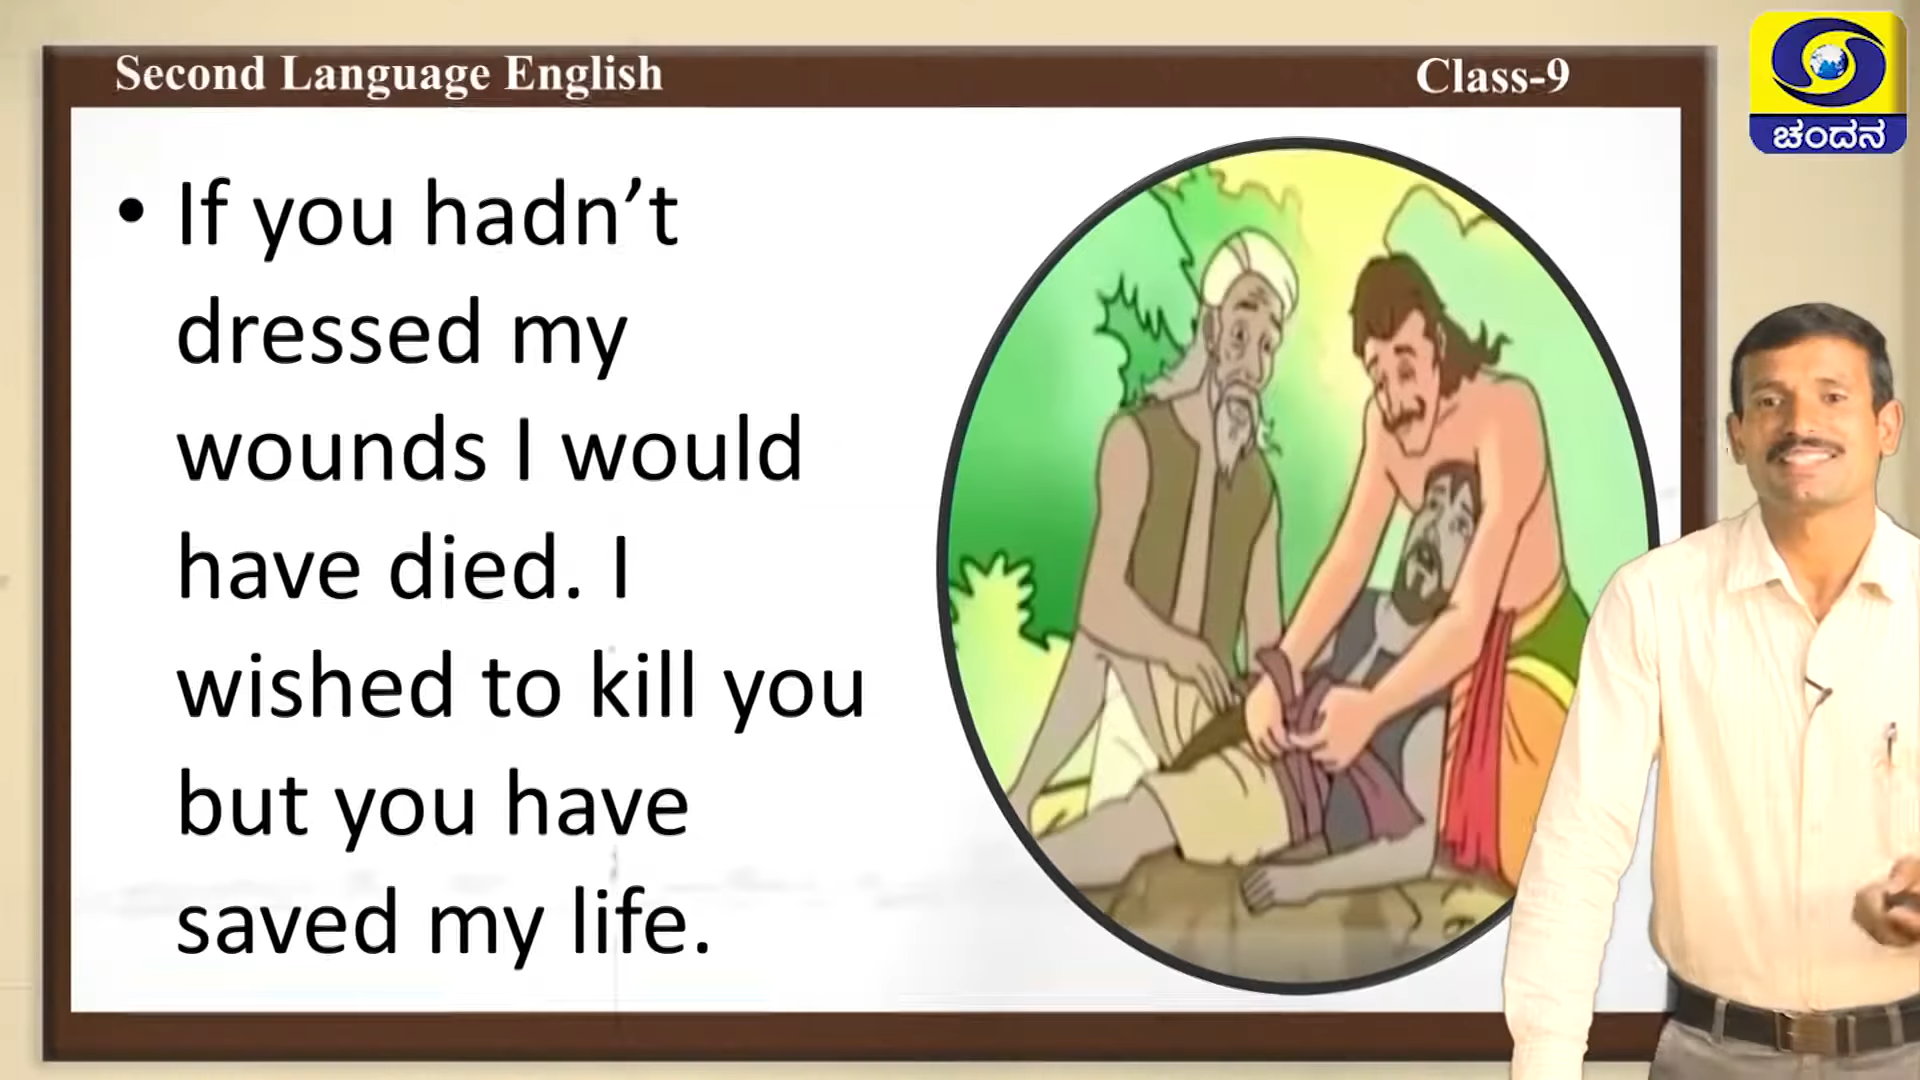 Second Language English
Class-9
ಚಂದನ
• If you hadn’t
dressed my
wounds I would
have died. I
wished to kill you
but you have
saved my life.